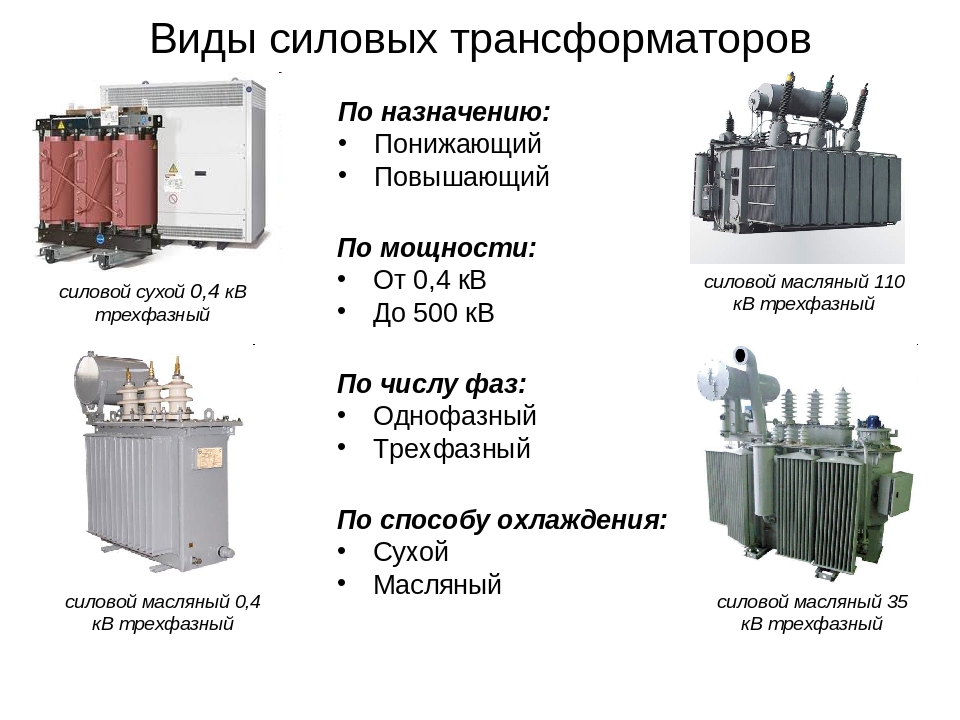 Виды силовых трансформаторов
По назначению:
• Понижающий
• Повышающий
По мощности:
• От 0,4 кВ
• До 500 кВ
По числу фаз:
• Однофазный
• Трехфазный
По способу охлаждения:
• Сухой
• Масляный
силовой сухой 0,4 кВ
трехфазный
силовой масляный 110
кВ трехфазный
силовой масляный 0,4
кВ трехфазный
силовой масляный 35
кВ трехфазный